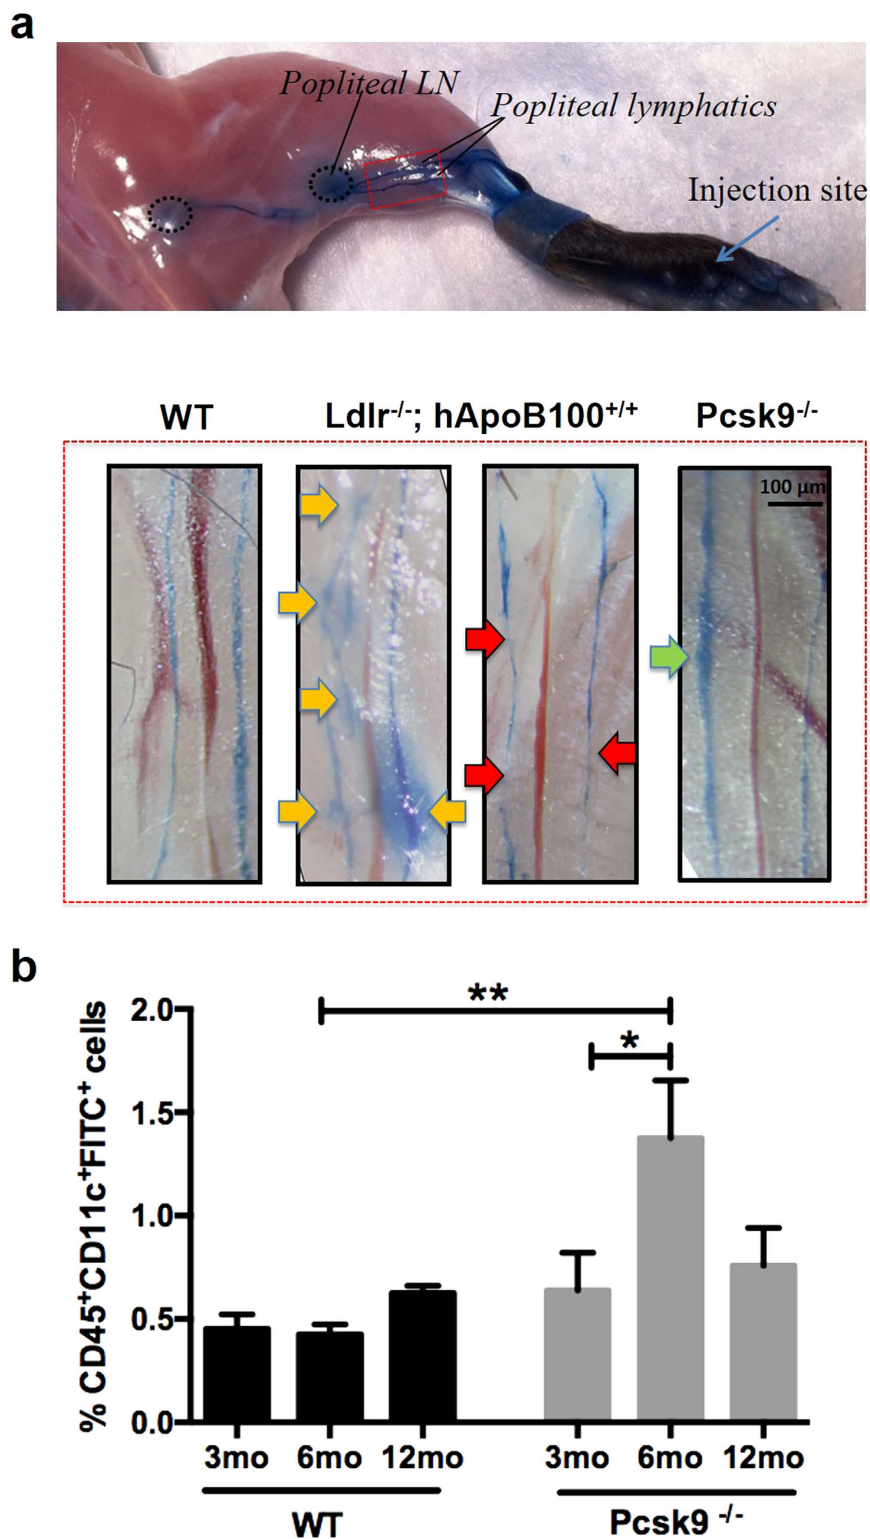 a
Popliteal LN
Popliteal lymphatics
Injection site
WT
Ldlr-/-; hApoB100+/+
Pcsk9-/-
100 µm
b
% CD45+CD11c+FITC+ cells
2.0
**
*
1.5
1.0
0.5
0.0
3mo 6mo 12mo 3mo 6mo 12mo
WT Pcsk9 -/-